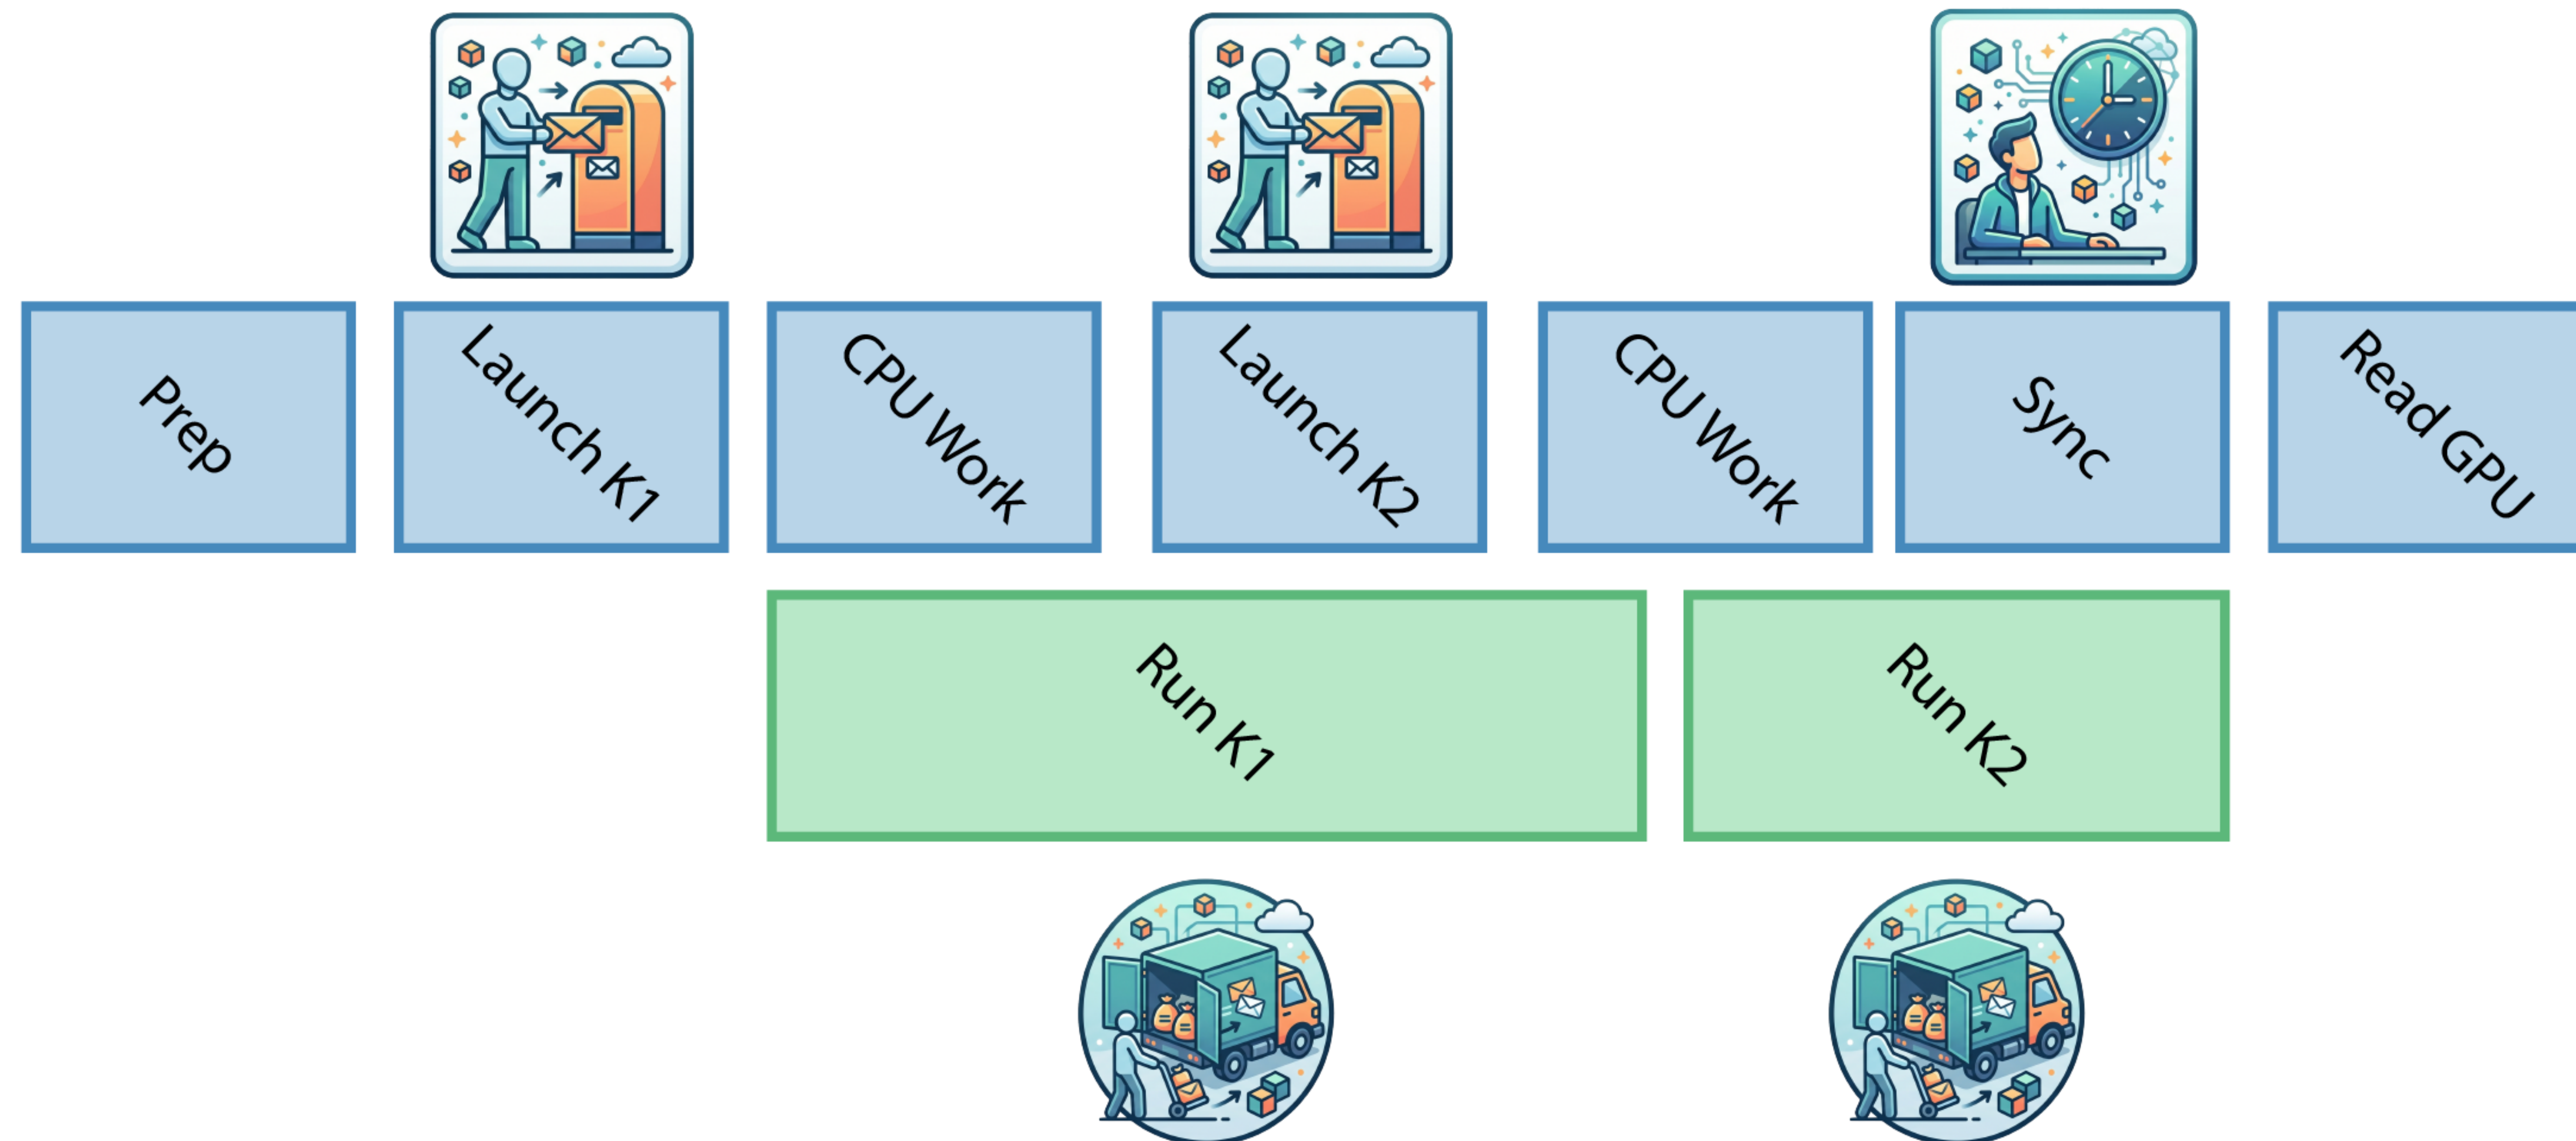 Prep
Launch K1
CPU Work
Launch K2
CPU Work
Sync
Read GPU
Run K1
Run K2